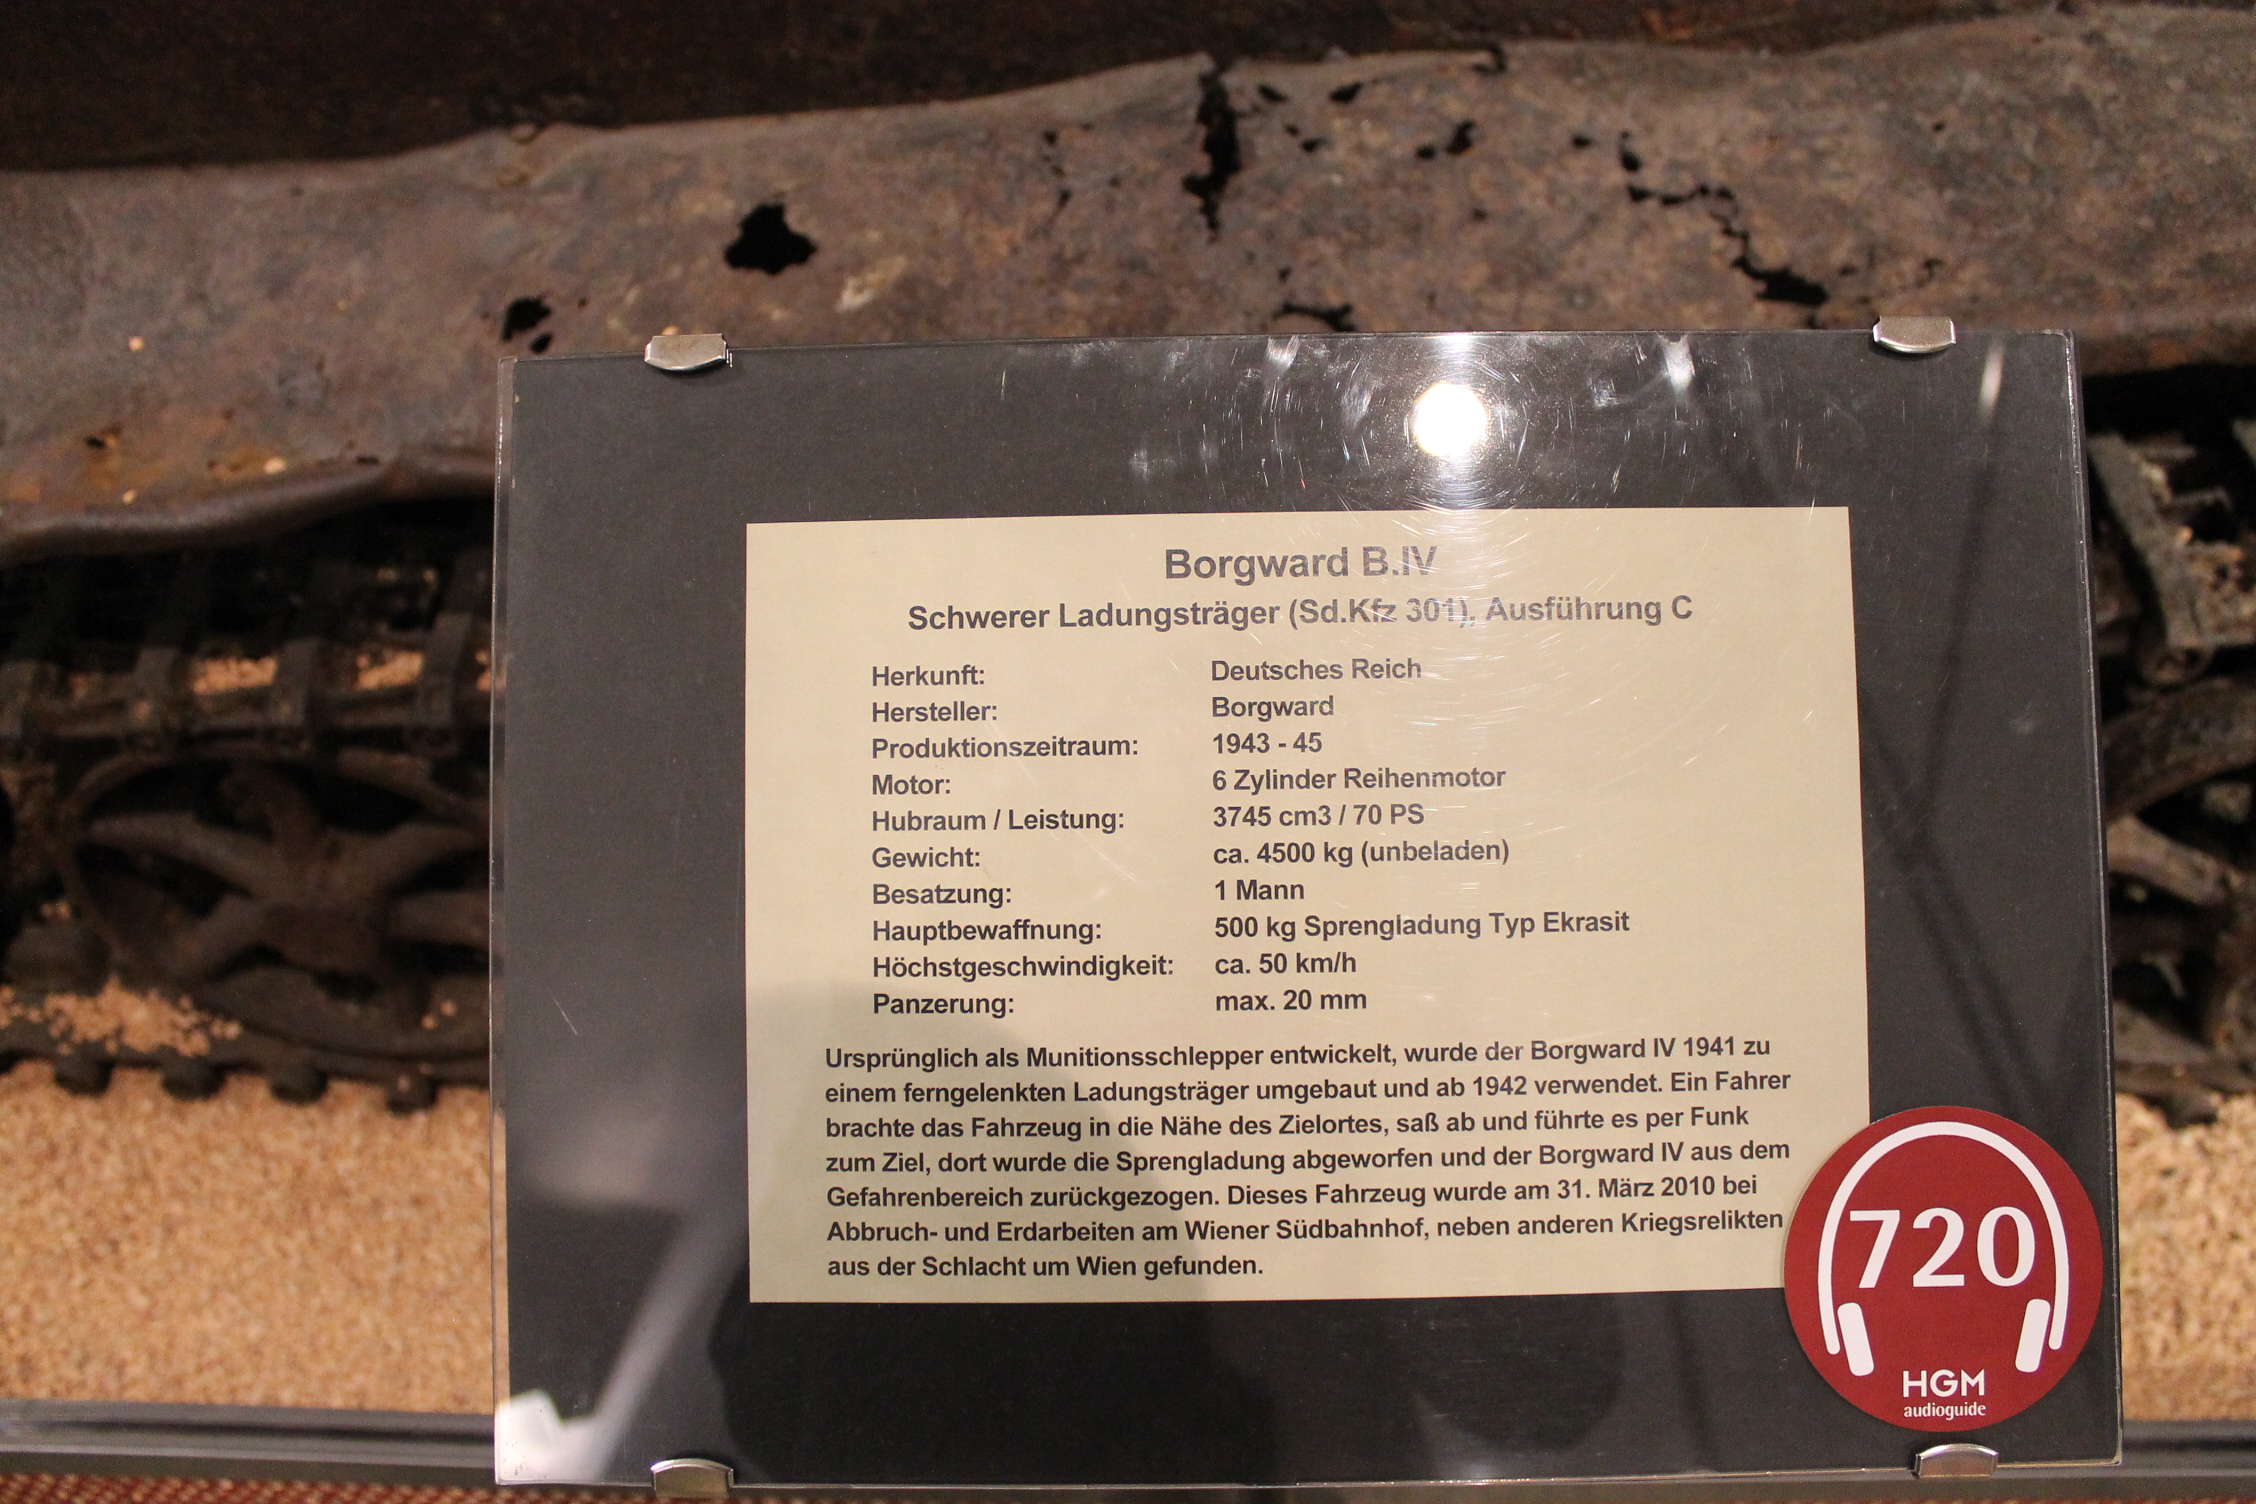 Borgward B.IV
Schwerer Ladungsträger (Sd.Kfz 301), Ausführung C
Herkunft: Deutsches Reich
Hersteller: Borgward
Produktionszeitraum: 1943 - 45
Motor: 6 Zylinder Reihenmotor
Hubraum / Leistung: 3745 cm3 / 70 PS
Gewicht: ca. 4500 kg (unbeladen)
Besatzung: 1 Mann
Hauptbewaffnung: 500 kg Sprengladung Typ Ekrasit
Höchstgeschwindigkeit: ca. 50 km/h
Panzerung: max. 20 mm
Ursprünglich als Munitionsschlepper entwickelt, wurde der Borgward IV 1941 zu
einem ferngelenkten Ladungsträger umgebaut und ab 1942 verwendet. Ein Fahrer
brachte das Fahrzeug in die Nähe des Zielortes, saß ab und führte es per Funk
zum Ziel, dort wurde die Sprengladung abgeworfen und der Borgward IV aus dem
Gefahrenbereich zurückgezogen. Dieses Fahrzeug wurde am 31. März 2010 bei
Abbruch- und Erdarbeiten am Wiener Südbahnhof, neben anderen Kriegsrelikten
aus der Schlacht um Wien gefunden.
720
HGM
audioguide